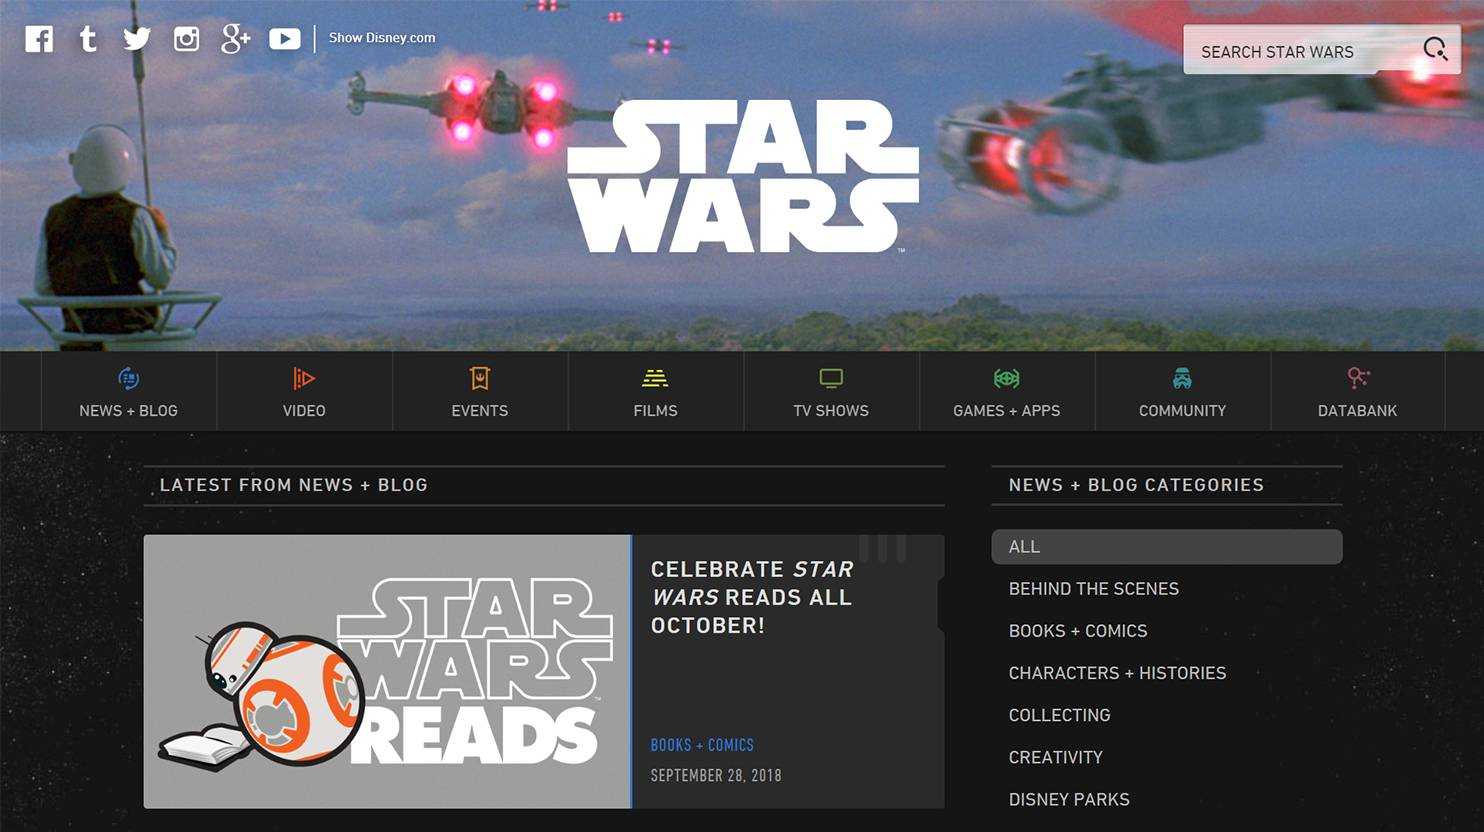 Show Disney.com
SEARCH STAR WARS
STAR
WARS
TM
NEWS + BLOG
VIDEO
EVENTS
FILMS
TV SHOWS
GAMES + APPS
COMMUNITY
DATABANK
LATEST FROM NEWS + BLOG
STAR
WARS
READS
CELEBRATE STAR
WARS READS ALL
OCTOBER!
BOOKS + COMICS
SEPTEMBER 28, 2018
NEWS + BLOG CATEGORIES
ALL
BEHIND THE SCENES
BOOKS + COMICS
CHARACTERS + HISTORIES
COLLECTING
CREATIVITY
DISNEY PARKS